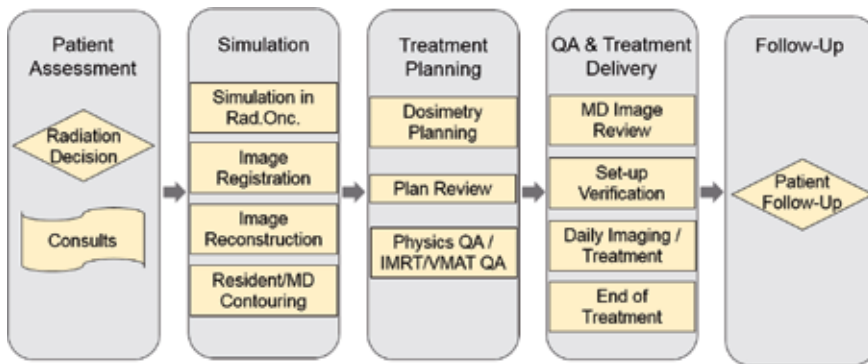 Patient
Assessment
Radiation
Decision
Consults
Simulation
Simulation in
Rad.Onc.
Image
Registration
Image
Reconstruction
Resident/MD
Contouring
Treatment
Planning
Dosimetry
Planning
Plan Review
Physics QA /
IMRT/VMAT QA
QA & Treatment
Delivery
MD Image
Review
Set-up
Verification
Daily Imaging /
Treatment
End of
Treatment
Follow-Up
Patient
Follow-Up